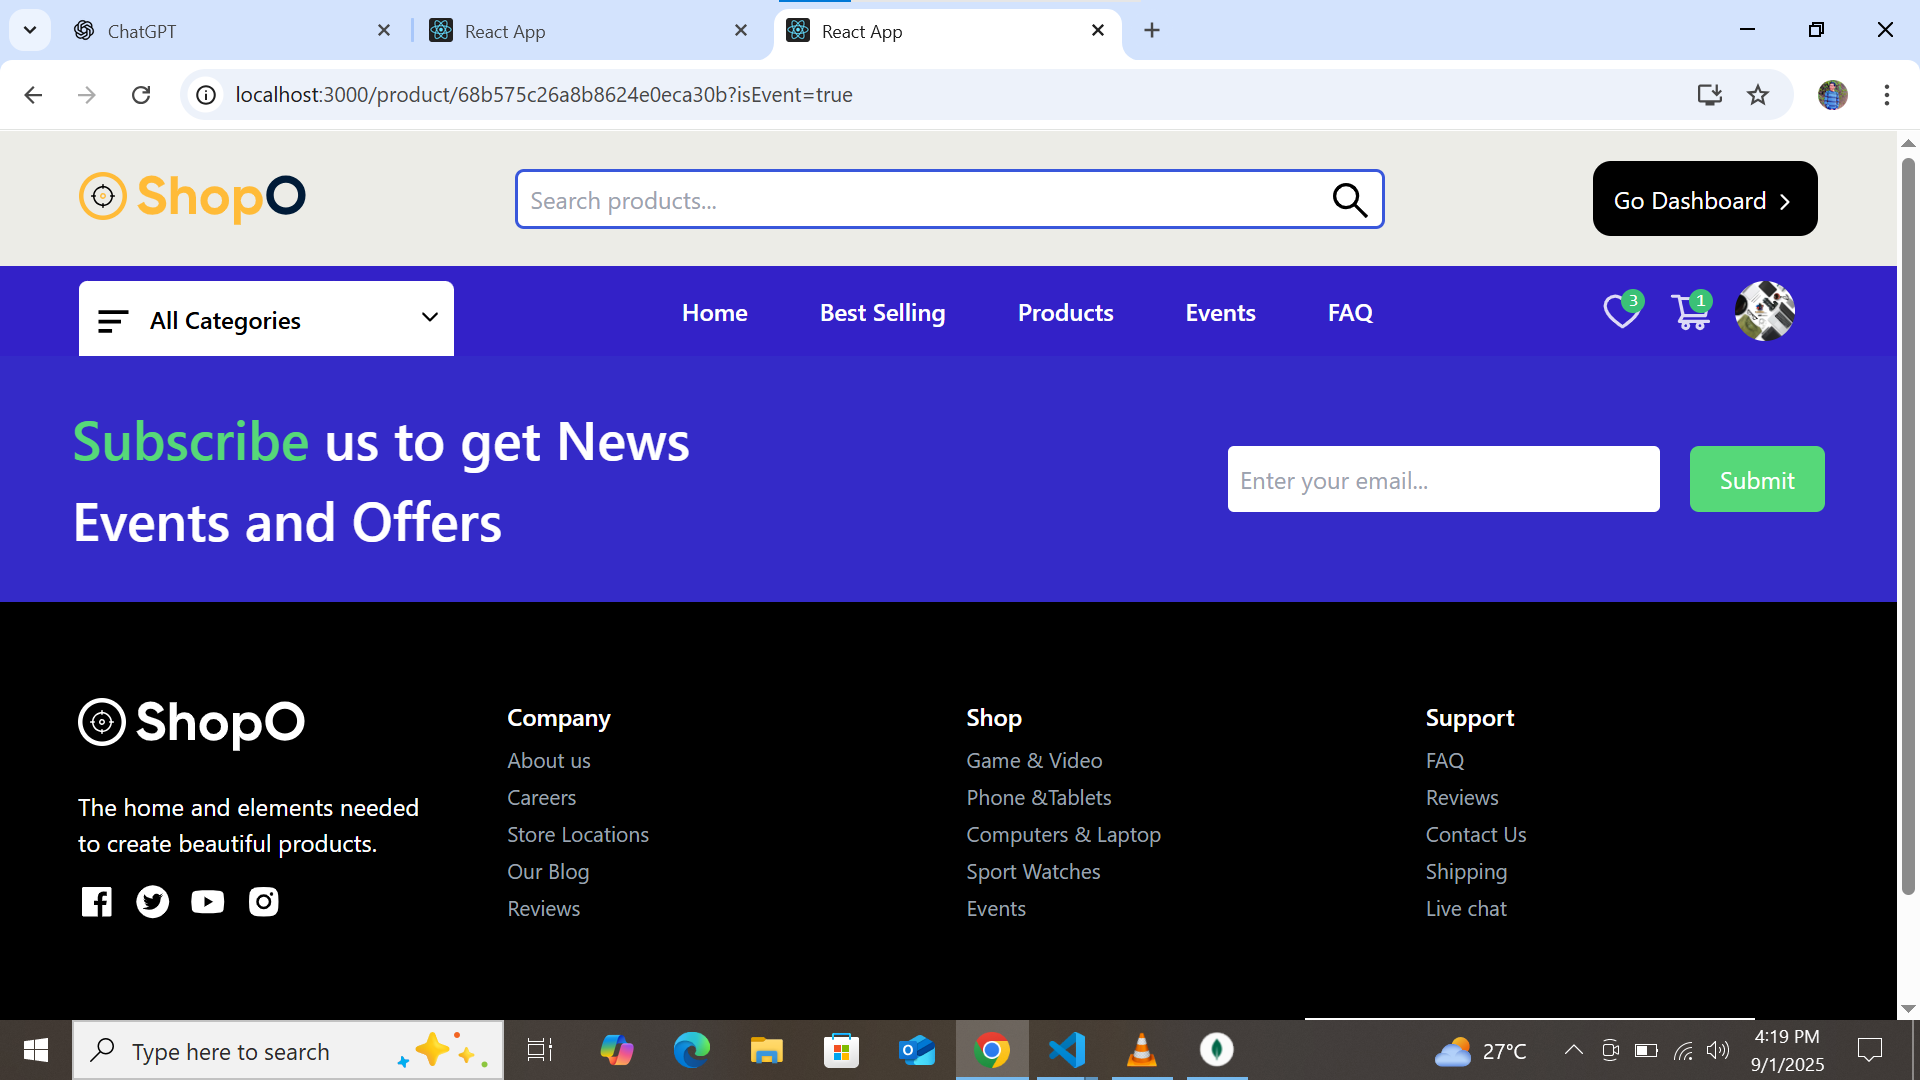 ChatGPT
React App
React App
localhost:3000/product/68b575c26a8b8624e0eca30b?isEvent=true
ShopO
Search products...
Go Dashboard
All Categories
Home
Best Selling
Products
Events
FAQ
3
1
Subscribe us to get News
Events and Offers
Enter your email...
Submit
ShopO
The home and elements needed
to create beautiful products.
Company
About us
Careers
Store Locations
Our Blog
Reviews
Shop
Game & Video
Phone &Tablets
Computers & Laptop
Sport Watches
Events
Support
FAQ
Reviews
Contact Us
Shipping
Live chat
Type here to search
27°C
4:19 PM
9/1/2025